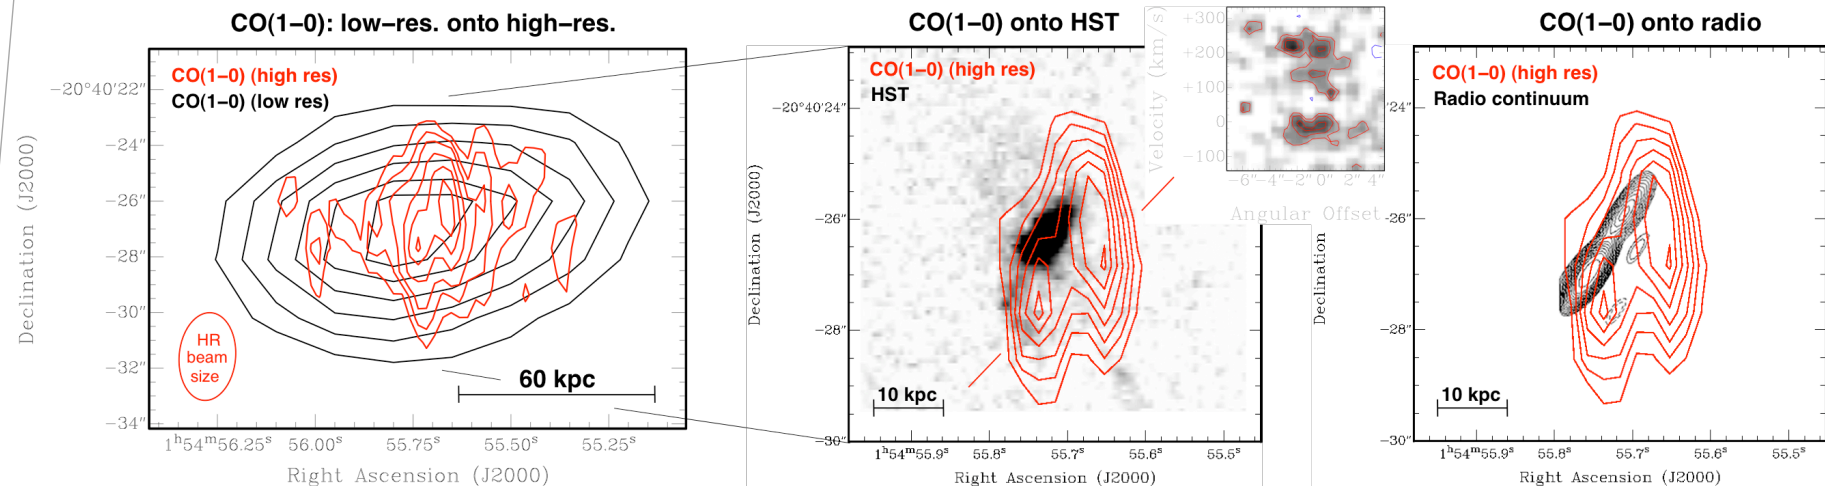 CO(1–0): low–res. onto high–res.
CO(1–0) (high res)
CO(1–0) (low res)
−20°40′22″
−24″
−26″
−28″
−30″
−32″
−34″
Declination (J2000)
HR
beam
size
60 kpc
1ʰ54ᵐ56.25ˢ 56.00ˢ 55.75ˢ 55.50ˢ 55.25ˢ
Right Ascension (J2000)
CO(1–0) onto HST
CO(1–0) (high res)
HST
−20°40′24″
−26″
−28″
−30″
Declination (J2000)
10 kpc
1ʰ54ᵐ55.9ˢ 55.8ˢ 55.7ˢ 55.6ˢ 55.5ˢ
Right Ascension (J2000)
Velocity (km/s)
+300
+200
+100
0
−100
−6″ −4″ −2″ 0″ 2″ 4″
Angular Offset
CO(1–0) onto radio
CO(1–0) (high res)
Radio continuum
24″
−26″
−28″
−30″
Declination
10 kpc
1ʰ54ᵐ55.9ˢ 55.8ˢ 55.7ˢ 55.6ˢ 55.5ˢ
Right Ascension (J2000)